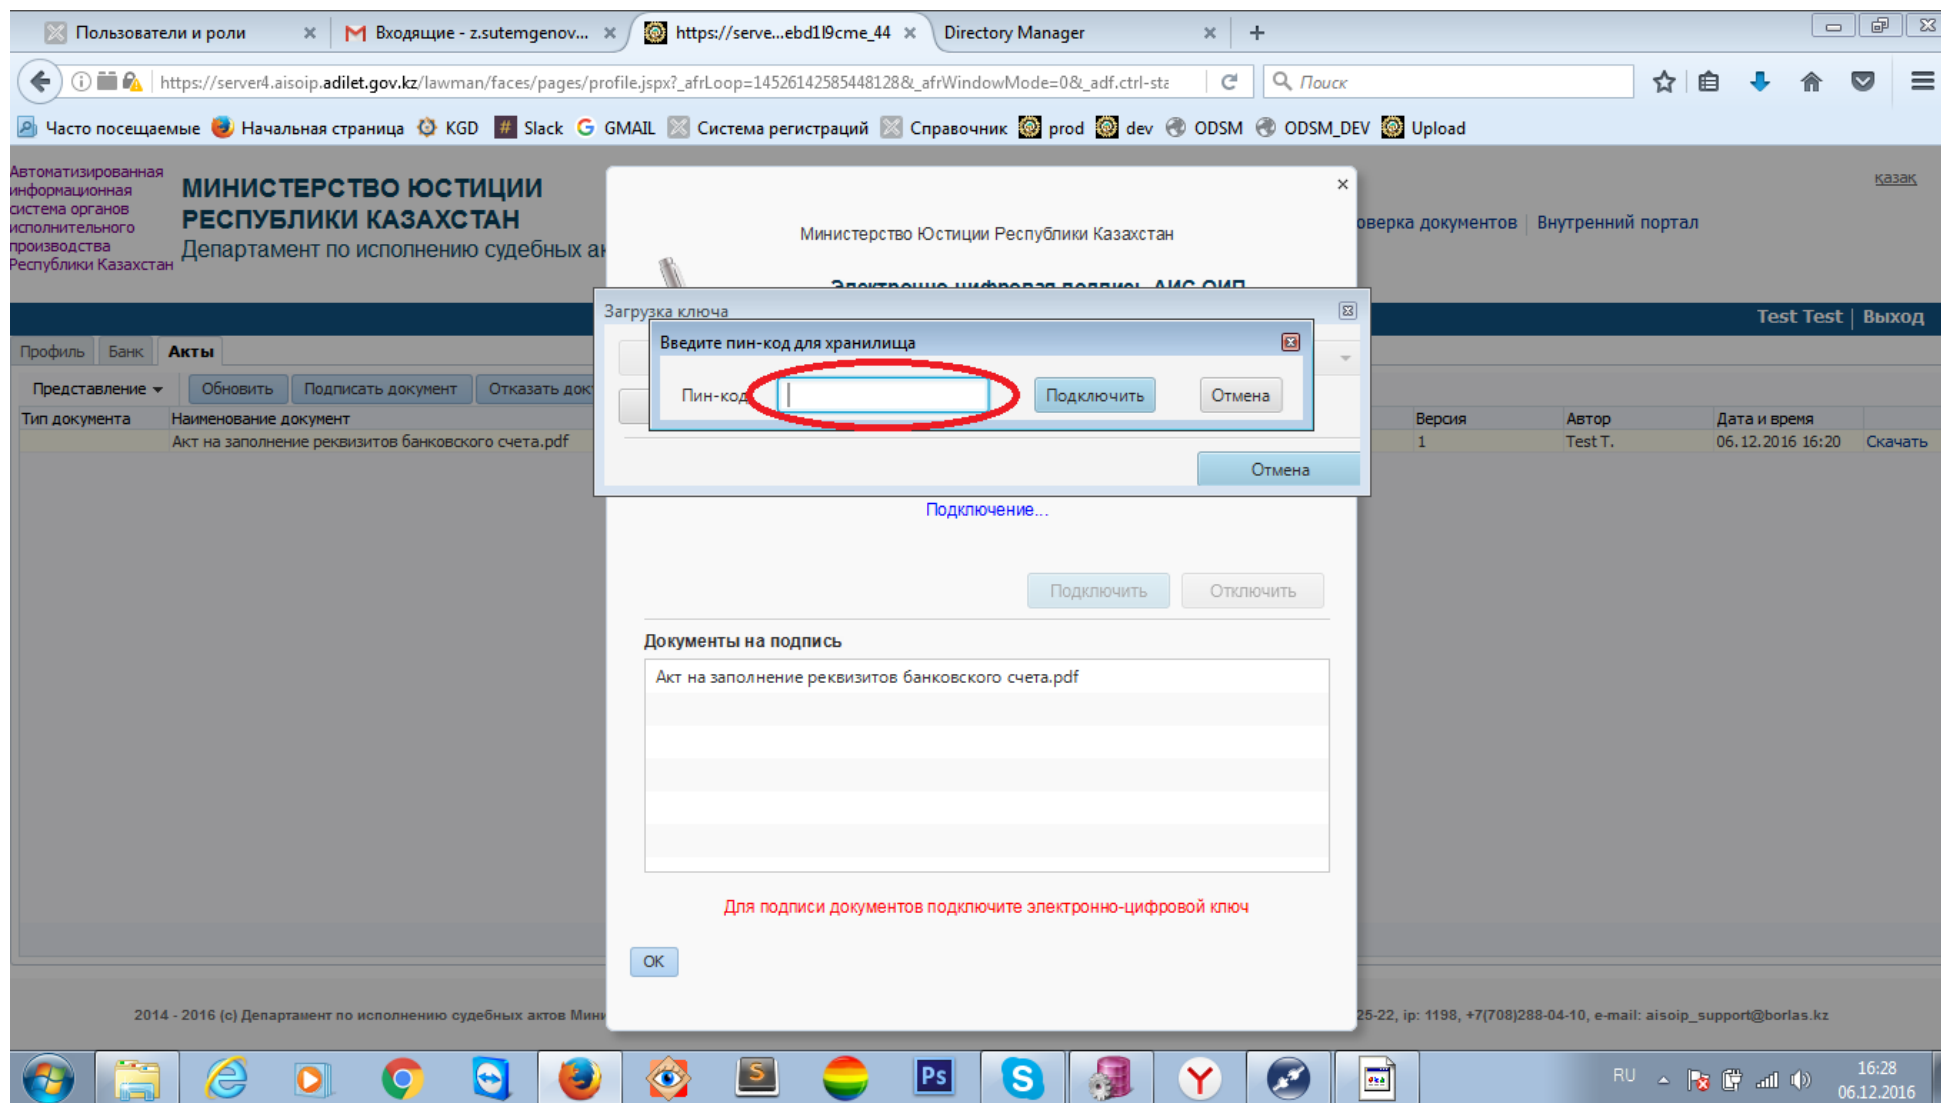 Пользователи и роли
Входящие - z.sutemgenov...
https://serve...ebd1l9cme_44
Directory Manager
https://server4.aisoip.adilet.gov.kz/lawman/faces/pages/profile.jspx?_afrLoop=14526142585448128&_afrWindowMode=0&_adf.ctrl-sta
Поиск
Часто посещаемые Начальная страница KGD # Slack GMAIL Система регистраций Справочник prod dev ODSM ODSM_DEV Upload
Автоматизированная
информационная
система органов
исполнительного
производства
Республики Казахстан
МИНИСТЕРСТВО ЮСТИЦИИ
РЕСПУБЛИКИ КАЗАХСТАН
Департамент по исполнению судебных ак
қазақ
оверка документов | Внутренний портал
Министерство Юстиции Республики Казахстан
Электронно-цифровая подпись АИС ОИП
Test Test | Выход
Загрузка ключа
Введите пин-код для хранилища
Пин-код
Подключить
Отмена
Отмена
Профиль Банк Акты
Представление Обновить Подписать документ Отказать док
Тип документа Наименование документ Версия Автор Дата и время
Акт на заполнение реквизитов банковского счета.pdf 1 Test T. 06.12.2016 16:20 Скачать
Подключение...
Подключить Отключить
Документы на подпись
Акт на заполнение реквизитов банковского счета.pdf
Для подписи документов подключите электронно-цифровой ключ
OK
2014 - 2016 (c) Департамент по исполнению судебных актов Мини
25-22, ip: 1198, +7(708)288-04-10, e-mail: aisoip_support@borlas.kz
Ps
RU
16:28
06.12.2016